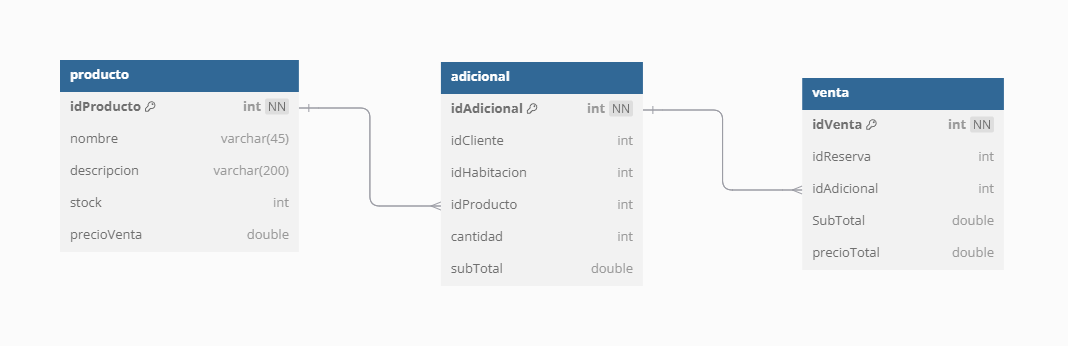 producto
idProducto int NN
nombre varchar(45)
descripcion varchar(200)
stock int
precioVenta double
adicional
idAdicional int NN
idCliente int
idHabitacion int
idProducto int
cantidad int
subTotal double
venta
idVenta int NN
idReserva int
idAdicional int
SubTotal double
precioTotal double